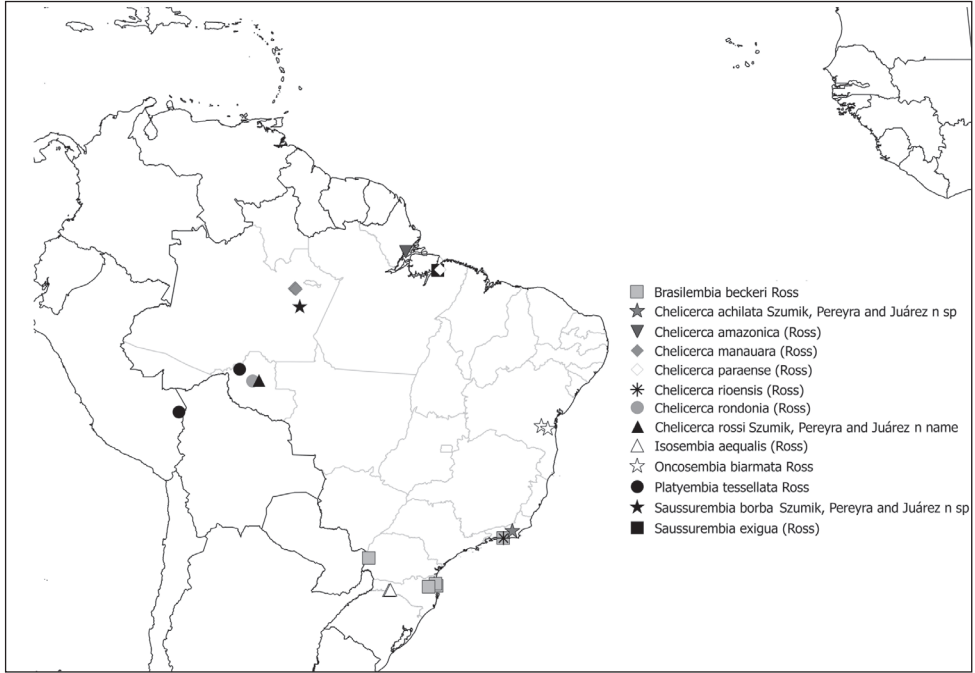 Brasilembia beckeri Ross
Chelicerca achilata Szumik, Pereyra and Juárez n sp
Chelicerca amazonica (Ross)
Chelicerca manauara (Ross)
Chelicerca paraense (Ross)
Chelicerca rioensis (Ross)
Chelicerca rondonia (Ross)
Chelicerca rossi Szumik, Pereyra and Juárez n name
Isosembia aequalis (Ross)
Oncosembia biarmata Ross
Platyembia tessellata Ross
Saussurembia borba Szumik, Pereyra and Juárez n sp
Saussurembia exigua (Ross)